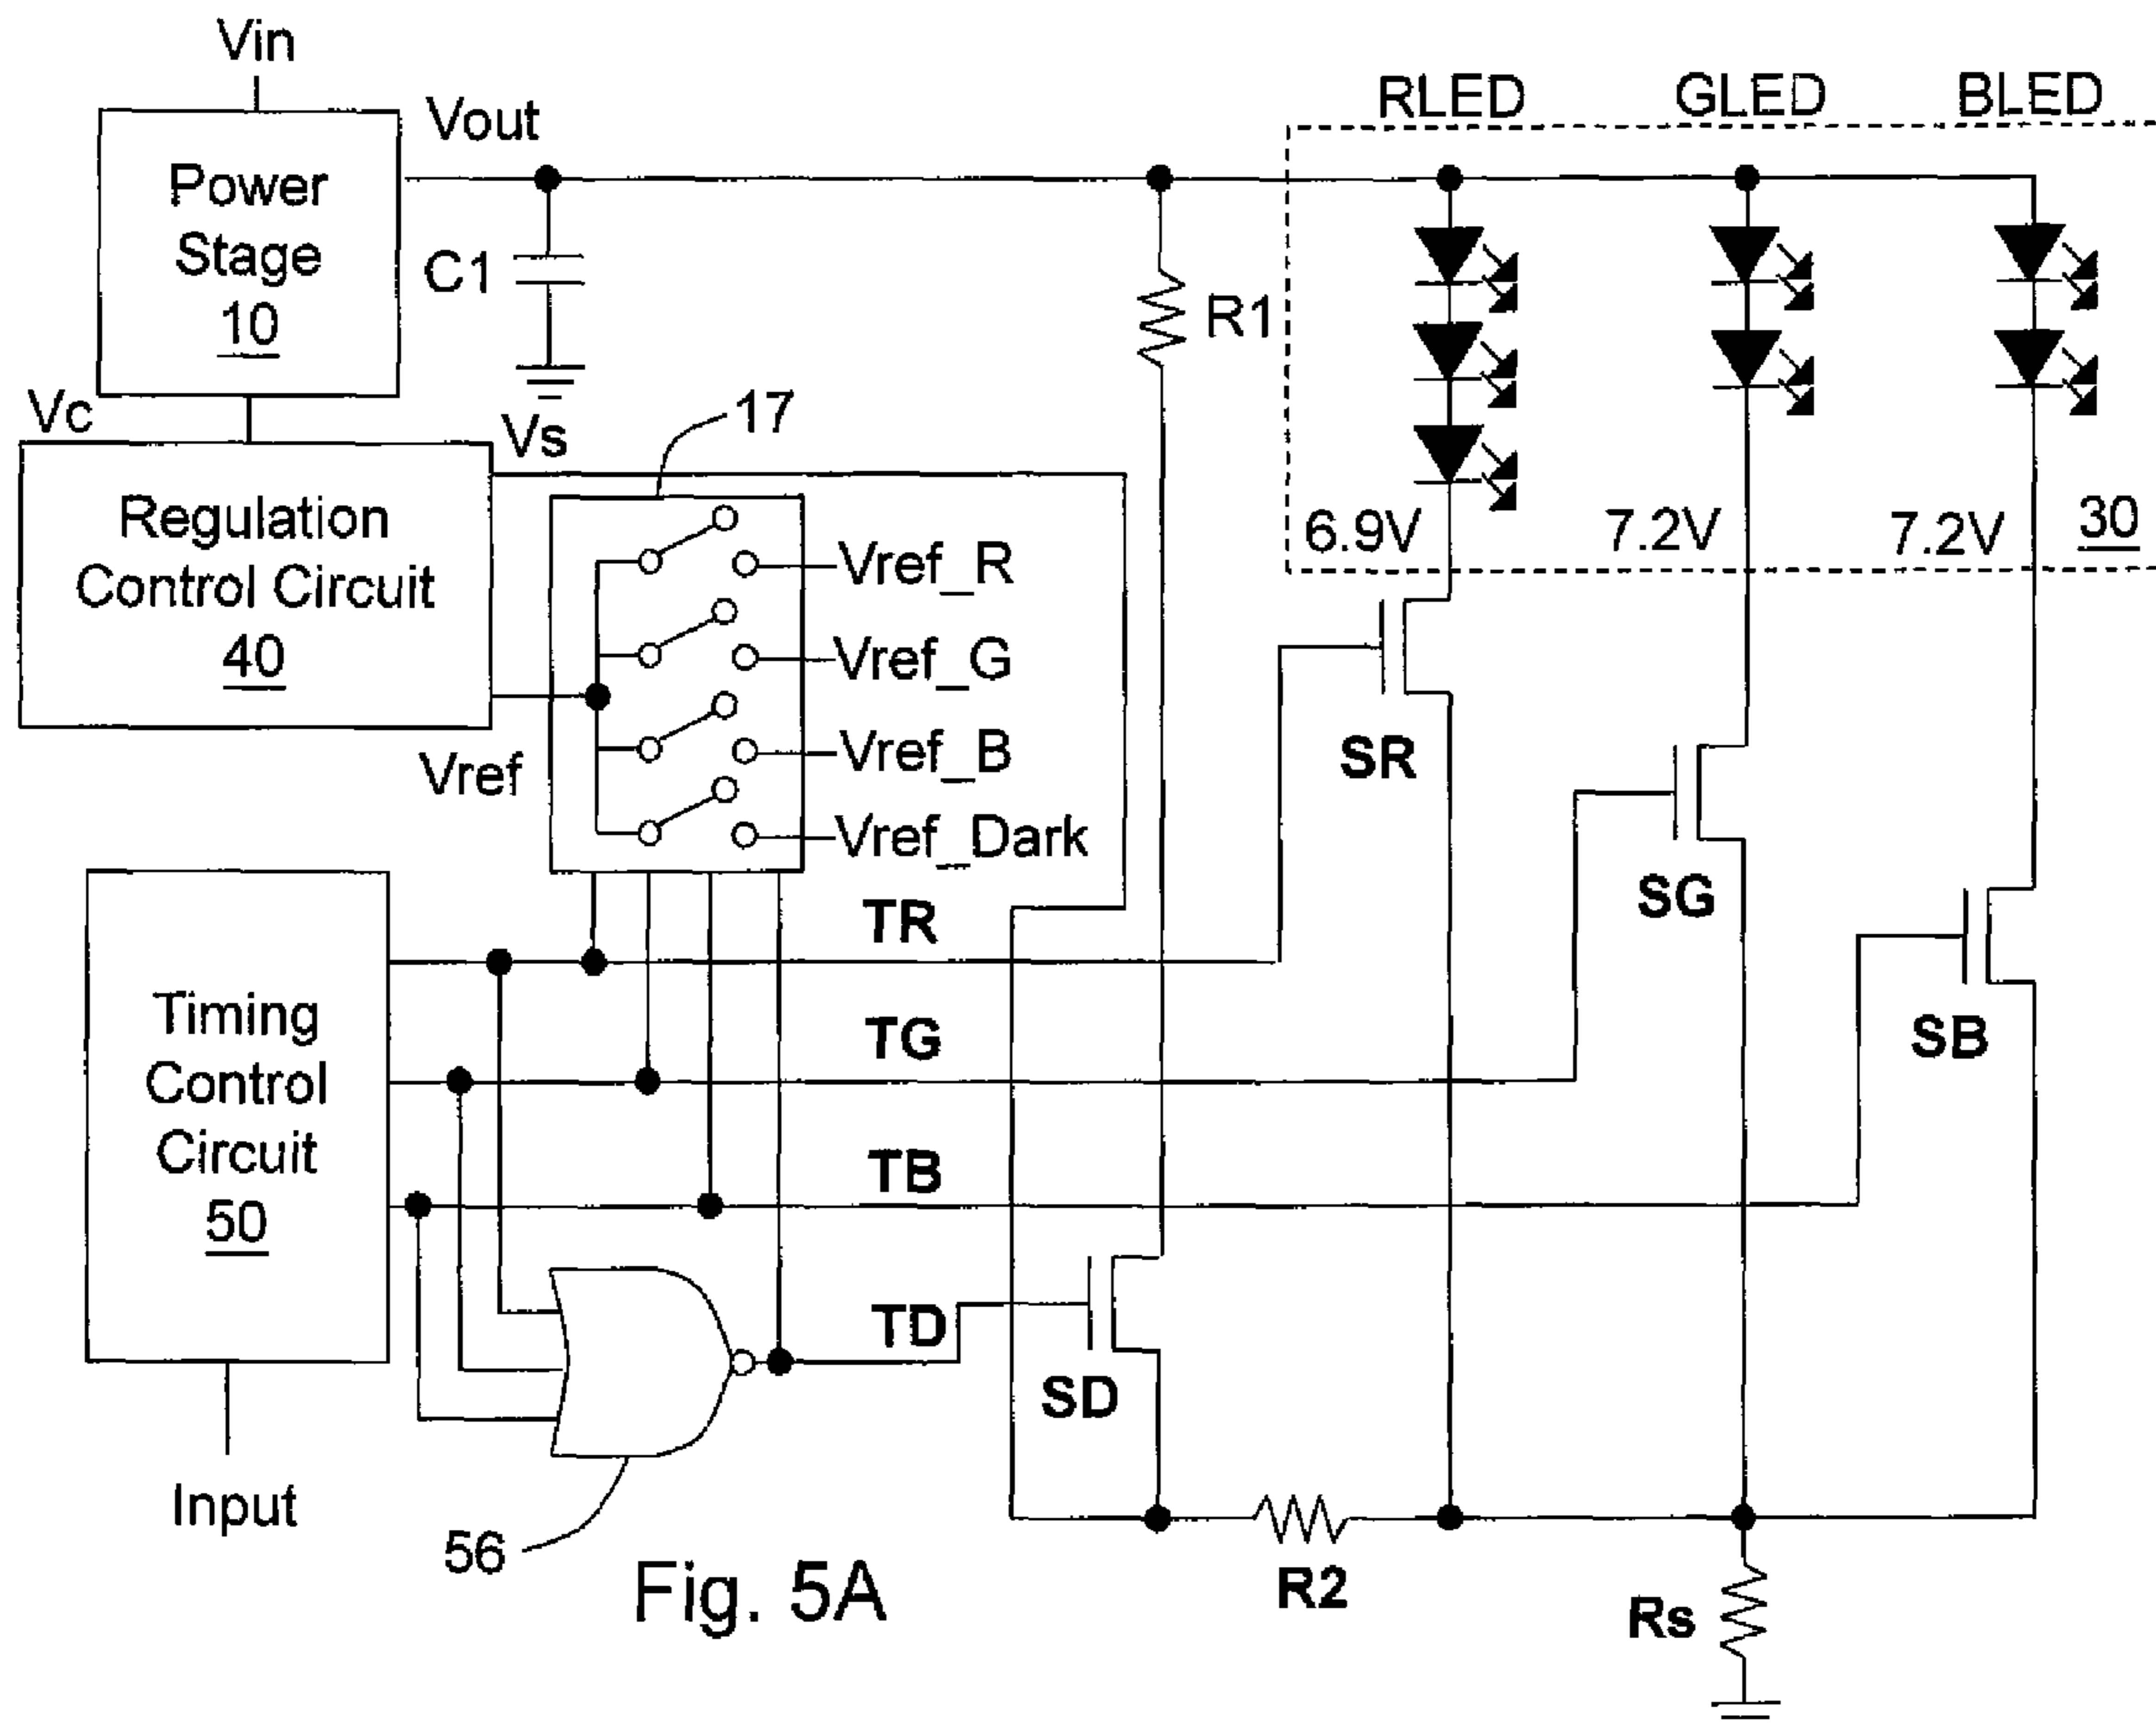 Vin
Vout
RLED
GLED
BLED
Power
Stage
10
C1
R1
17
Vc
Vs
Regulation
Control Circuit
40
Vref
Vref_R
Vref_G
Vref_B
Vref_Dark
6.9V
7.2V
7.2V
30
SR
SG
SB
TR
TG
TB
TD
Timing
Control
Circuit
50
Input
56
SD
R2
Rs
Fig. 5A